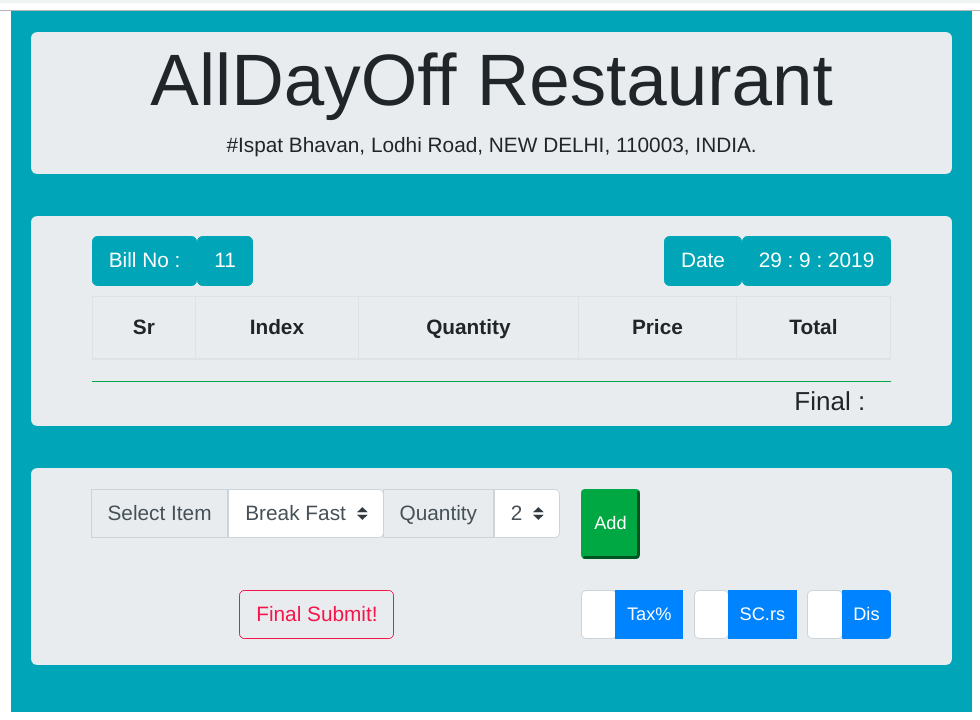 AllDayOff Restaurant
#Ispat Bhavan, Lodhi Road, NEW DELHI, 110003, INDIA.
Bill No : 11 Date 29 : 9 : 2019
Sr Index Quantity Price Total
Final :
Select Item Break Fast Quantity 2 Add
Final Submit! Tax% SC.rs Dis